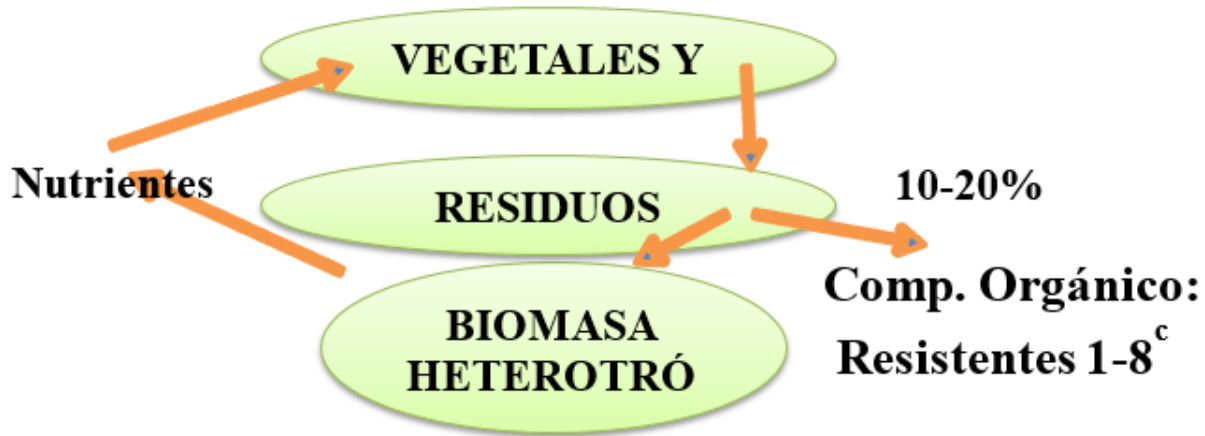 VEGETALES Y
Nutrientes
RESIDUOS
10-20%
Comp. Orgánico:
Resistentes 1-8c
BIOMASA
HETEROTRÓ